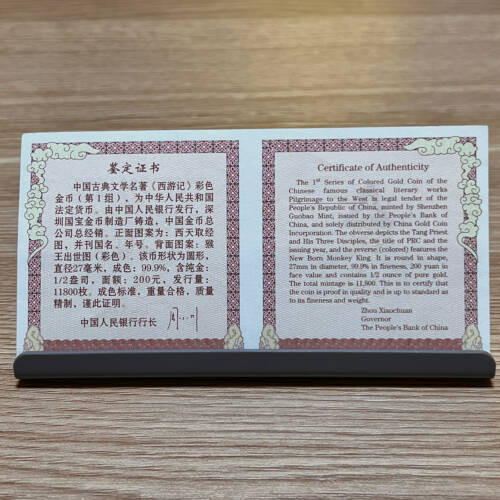 鉴定证书
中国古典文学名著《西游记》彩色
金币（第1组），为中华人民共和国
法定货币。由中国人民银行发行，深
圳国宝金币制造厂铸造，中国金币总
公司总经销。正面图案为：西天取经
图，并刊国名、年号。背面图案：猴
王出世图（彩色）。该币形状为圆形，
直径27毫米，成色：99.9%，含纯金：
1/2盎司，面额：200元，发行量：
11800枚。成色标准，重量合格，质量
精制，谨此证明。
中国人民银行行长
Certificate of Authenticity
The 1st Series of Colored Gold Coin of the
Chinese famous classical literary works
Pilgrimage to the West is legal tender of the
People's Republic of China, minted by Shenzhen
Guobao Mint, issued by the People's Bank of
China, and solely distributed by China Gold Coin
Incorporation. The obverse depicts the Tang Priest
and His Three Disciples, the title of PRC and the
issuing year, and the reverse (colored) features the
New Born Monkey King. It is round in shape,
27mm in diameter, 99.9% in fineness, 200 yuan in
face value and contains 1/2 ounce of pure gold.
The total mintage is 11,800. This is to certify that
the coin is proof in quality and is up to standard as
to its fineness and weight.
Zhou Xiaochuan
Governor
The People's Bank of China